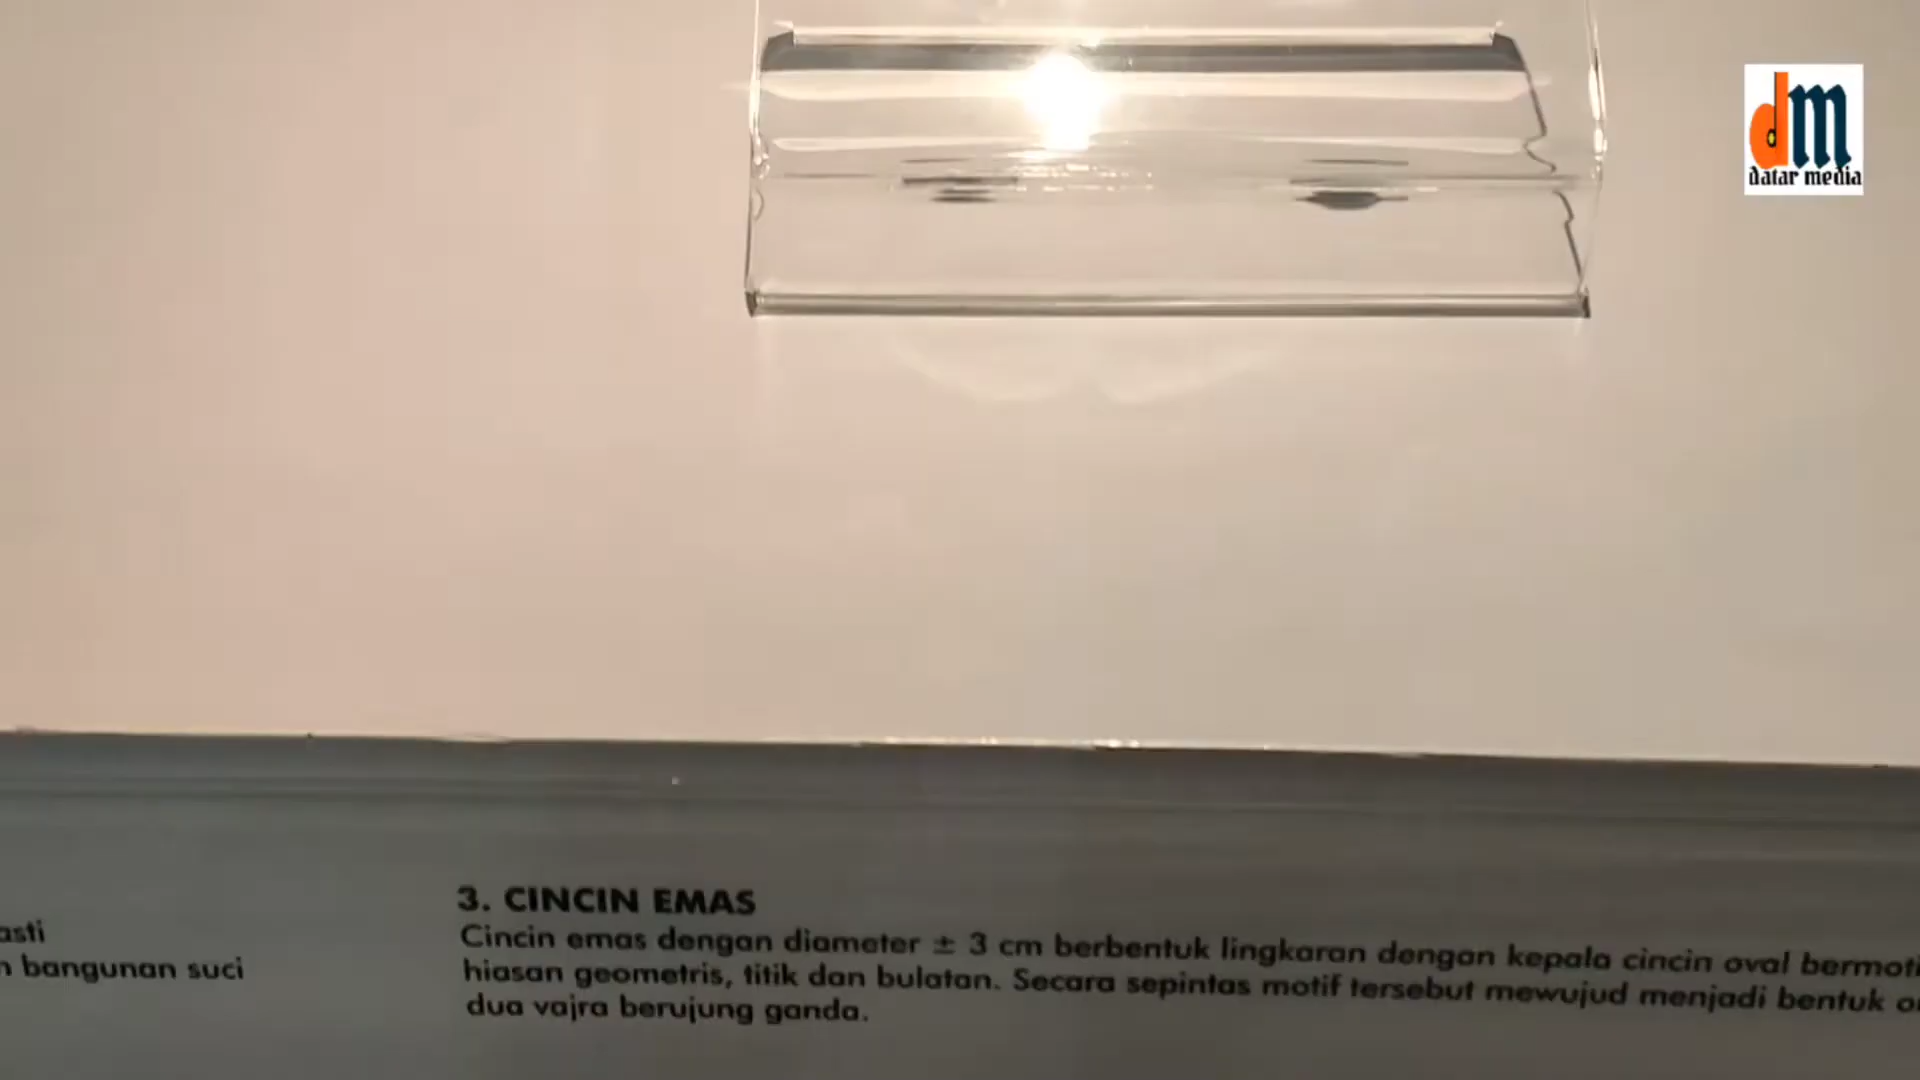 dm
datar media
asti
bangunan suci
3. CINCIN EMAS
Cincin emas dengan diameter ± 3 cm berbentuk lingkaran dengan kepala cincin oval bermoti
hiasan geometris, titik dan bulatan. Secara sepintas motif tersebut mewujud menjadi bentuk
dua vajra berujung ganda.